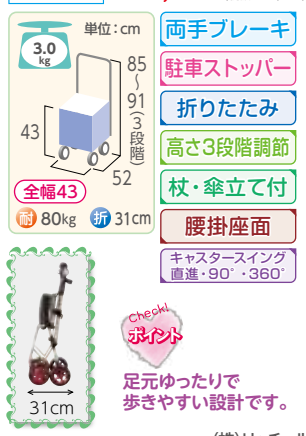 単位：cm
3.0
kg
85
〜
91
(3段階)
43
52
全幅43
耐 80kg 折 31cm
両手ブレーキ
駐車ストッパー
折りたたみ
高さ3段階調節
杖・傘立て付
腰掛座面
キャスタースイング
直進・90°・360°
31cm
Check!
ポイント
足元ゆったりで
歩きやすい設計です。